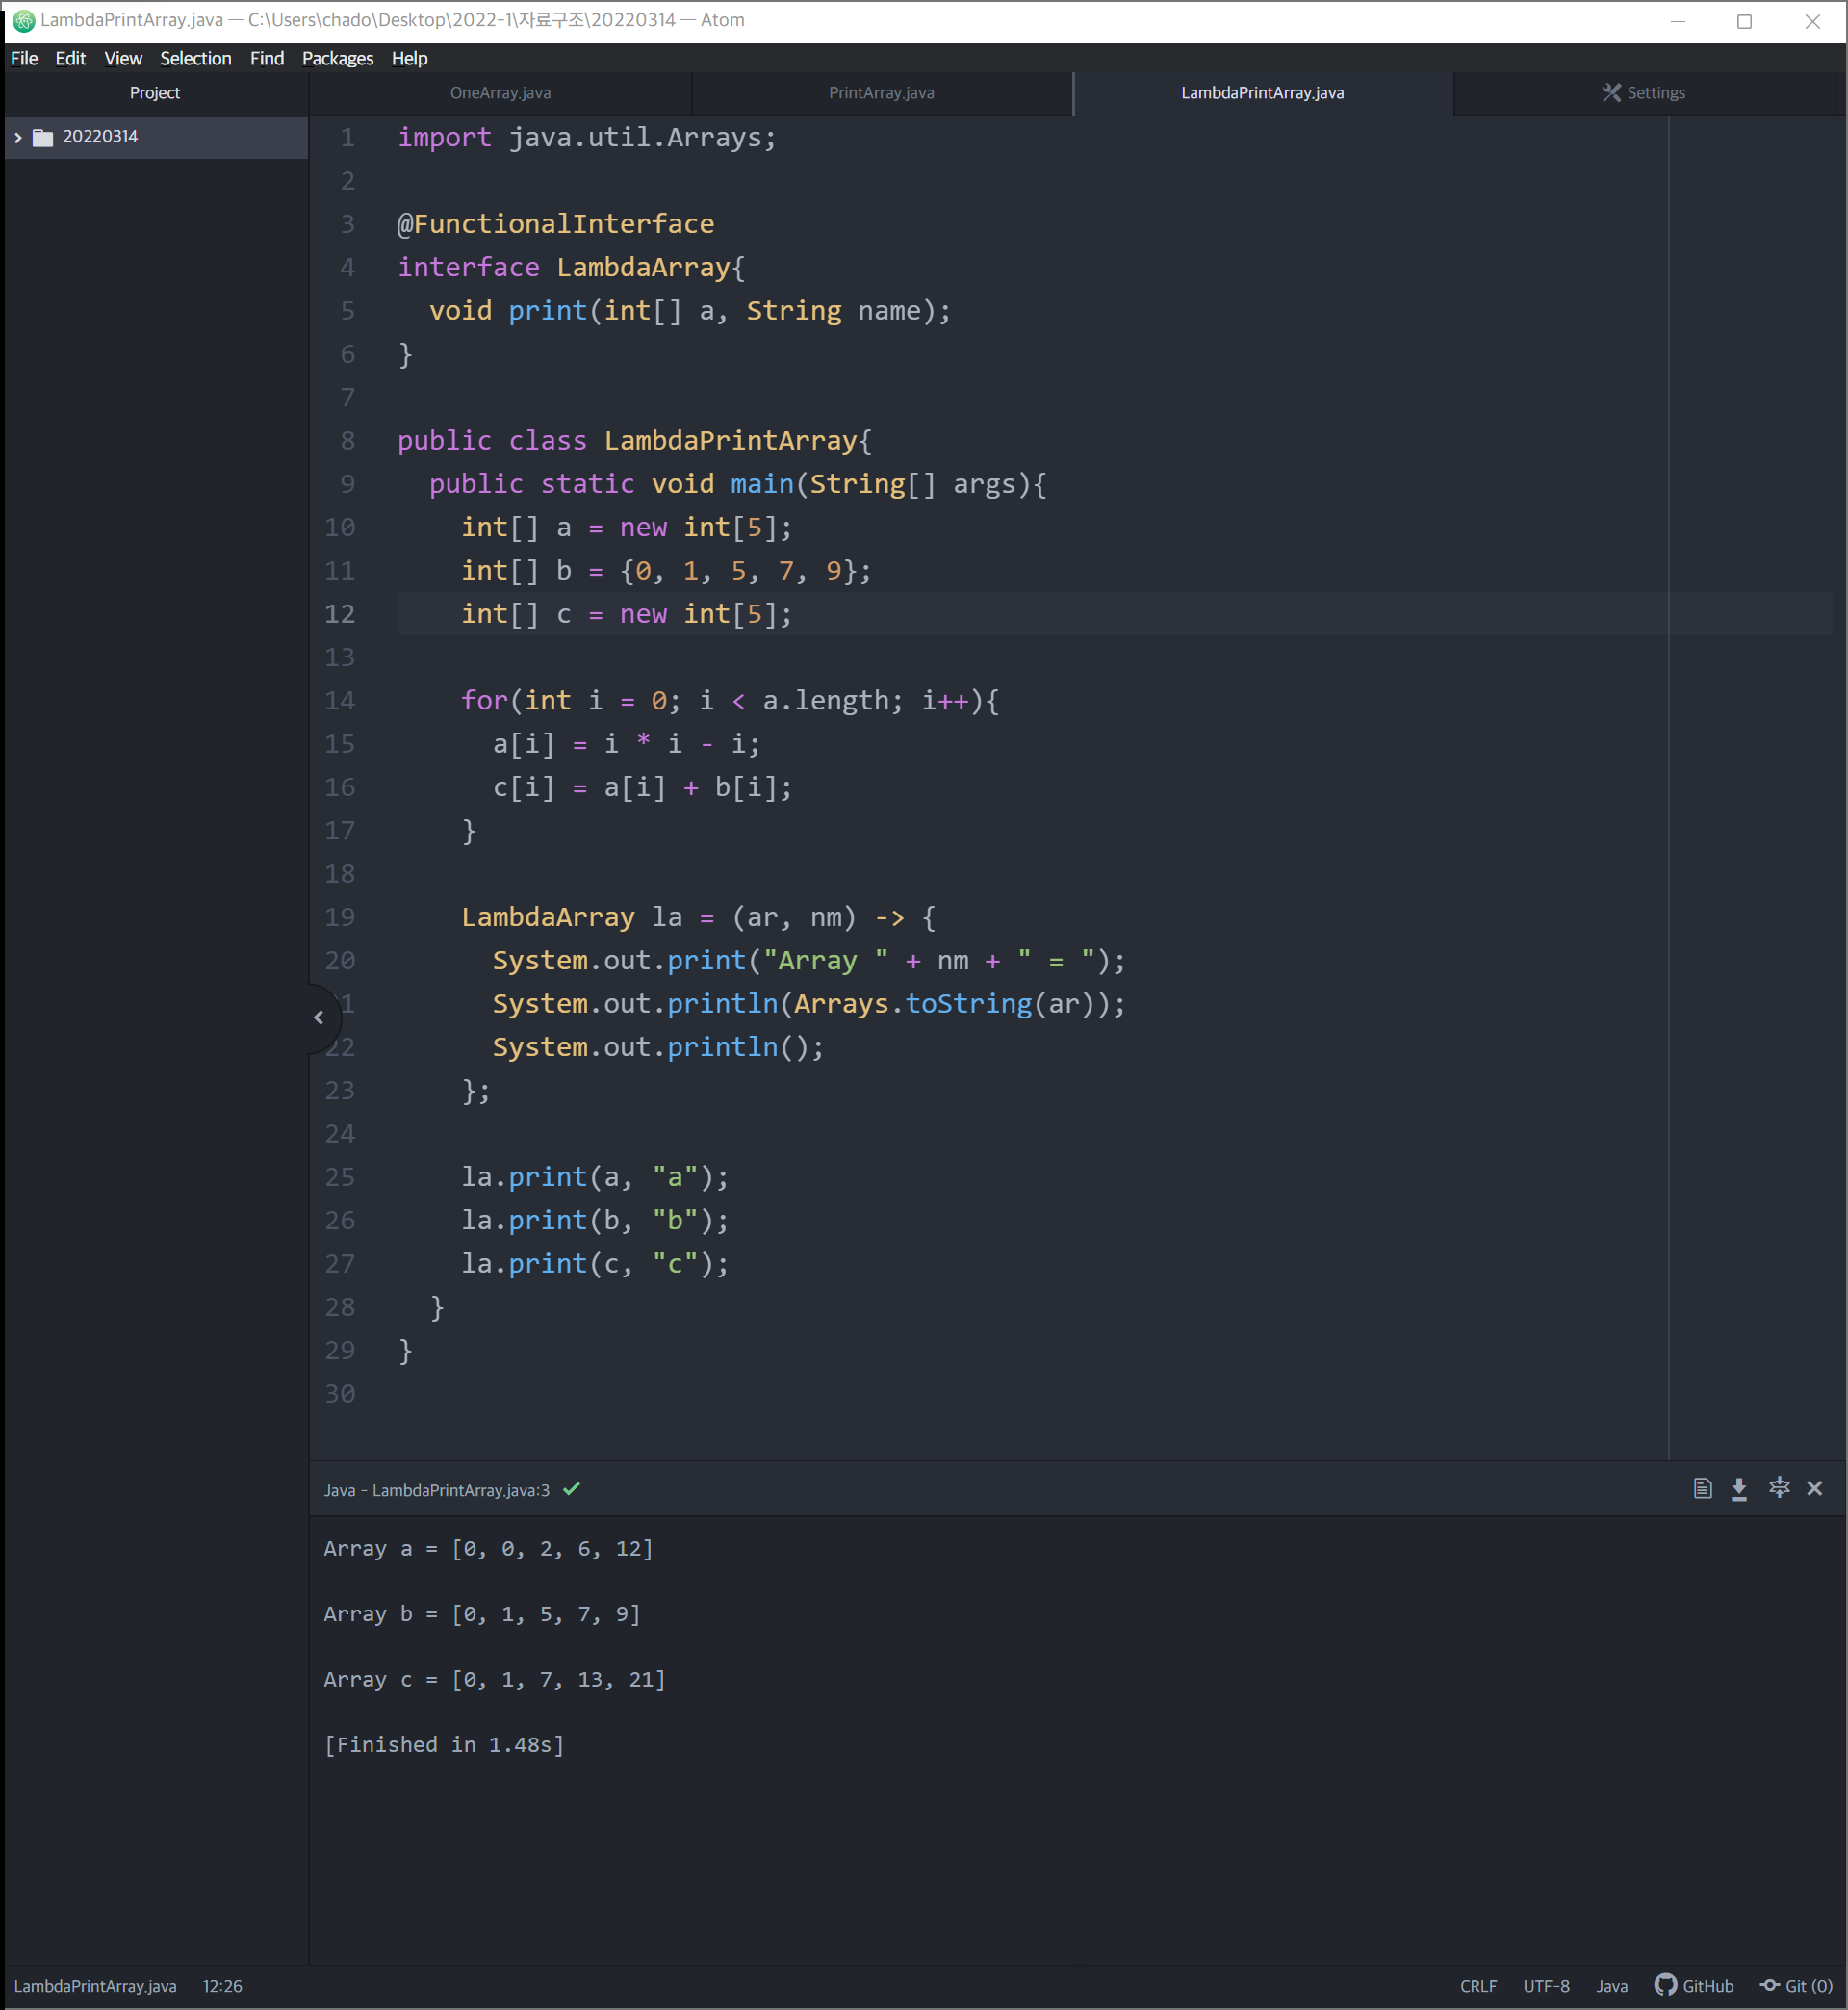 LambdaPrintArray.java — C:\Users\chado\Desktop\2022-1\자료구조\20220314 — Atom
File Edit View Selection Find Packages Help
Project
20220314
OneArray.java PrintArray.java LambdaPrintArray.java Settings
1 import java.util.Arrays;
2
3 @FunctionalInterface
4 interface LambdaArray{
5 void print(int[] a, String name);
6 }
7
8 public class LambdaPrintArray{
9 public static void main(String[] args){
10 int[] a = new int[5];
11 int[] b = {0, 1, 5, 7, 9};
12 int[] c = new int[5];
13
14 for(int i = 0; i < a.length; i++){
15 a[i] = i * i - i;
16 c[i] = a[i] + b[i];
17 }
18
19 LambdaArray la = (ar, nm) -> {
20 System.out.print("Array " + nm + " = ");
1 System.out.println(Arrays.toString(ar));
22 System.out.println();
23 };
24
25 la.print(a, "a");
26 la.print(b, "b");
27 la.print(c, "c");
28 }
29 }
30
Java - LambdaPrintArray.java:3
Array a = [0, 0, 2, 6, 12]
Array b = [0, 1, 5, 7, 9]
Array c = [0, 1, 7, 13, 21]
[Finished in 1.48s]
LambdaPrintArray.java 12:26 CRLF UTF-8 Java GitHub Git (0)